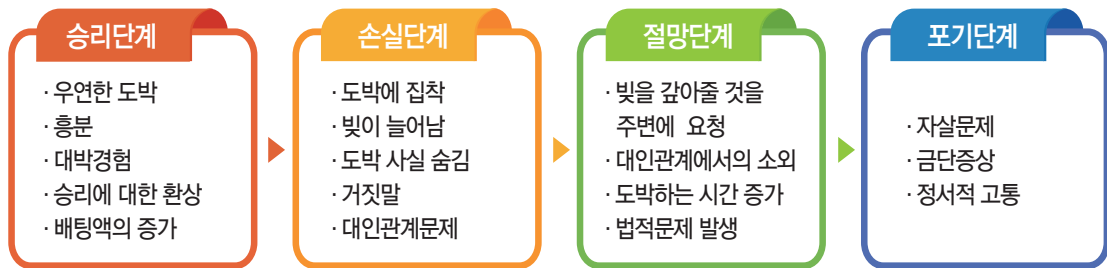 승리단계
· 우연한 도박
· 흥분
· 대박경험
· 승리에 대한 환상
· 배팅액의 증가
손실단계
· 도박에 집착
· 빚이 늘어남
· 도박 사실 숨김
· 거짓말
· 대인관계문제
절망단계
· 빚을 갚아줄 것을
주변에 요청
· 대인관계에서의 소외
· 도박하는 시간 증가
· 법적문제 발생
포기단계
· 자살문제
· 금단증상
· 정서적 고통